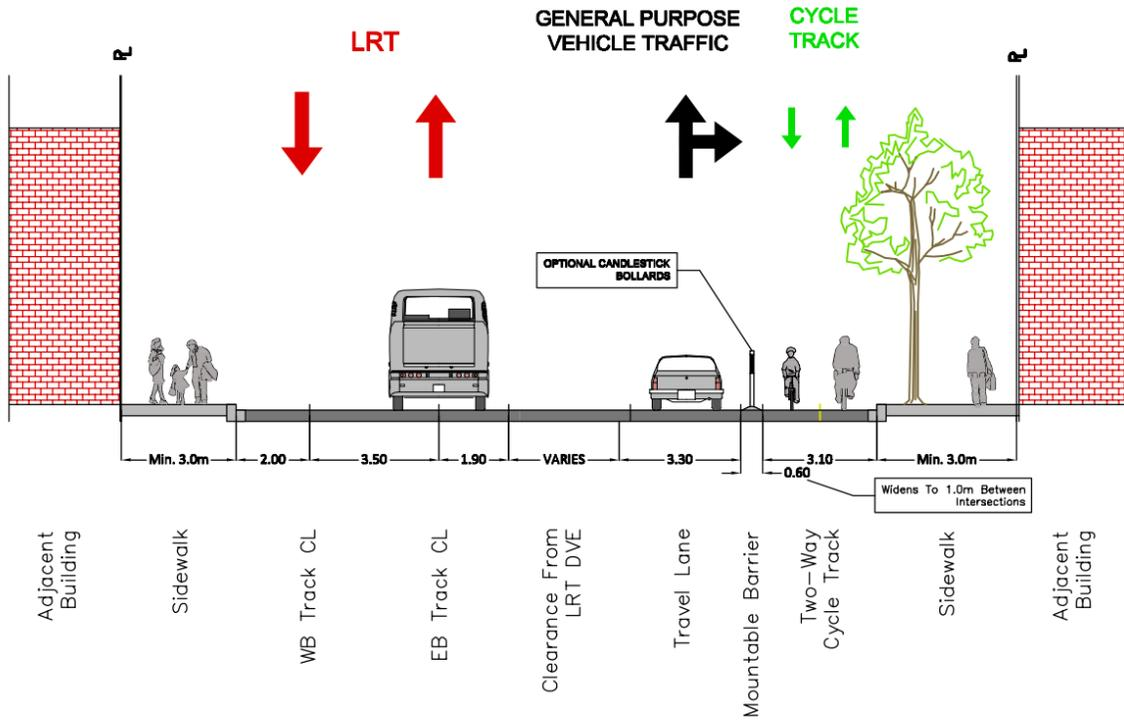 LRT
GENERAL PURPOSE
VEHICLE TRAFFIC
CYCLE
TRACK
PL
PL
OPTIONAL CANDLESTICK
BOLLARDS
Min. 3.0m
2.00
3.50
1.90
VARIES
3.30
0.60
3.10
Min. 3.0m
Widens To 1.0m Between
Intersections
Adjacent
Building
Sidewalk
WB Track CL
EB Track CL
Clearance From
LRT DVE
Travel Lane
Mountable Barrier
Two-Way
Cycle Track
Sidewalk
Adjacent
Building